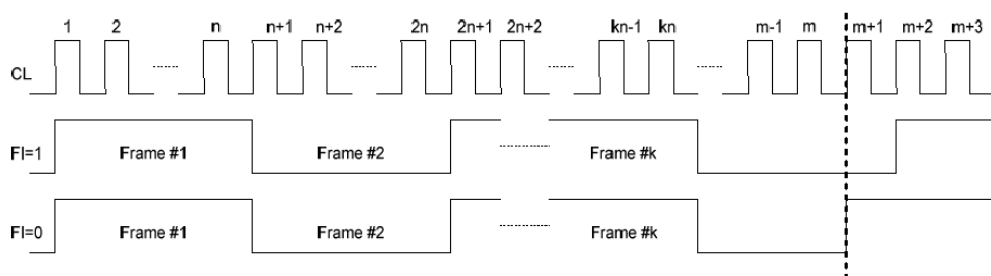 1 2 n n+1 n+2 2n 2n+1 2n+2 kn-1 kn m-1 m m+1 m+2 m+3
CL
FI=1 Frame #1 Frame #2 Frame #k
FI=0 Frame #1 Frame #2 Frame #k